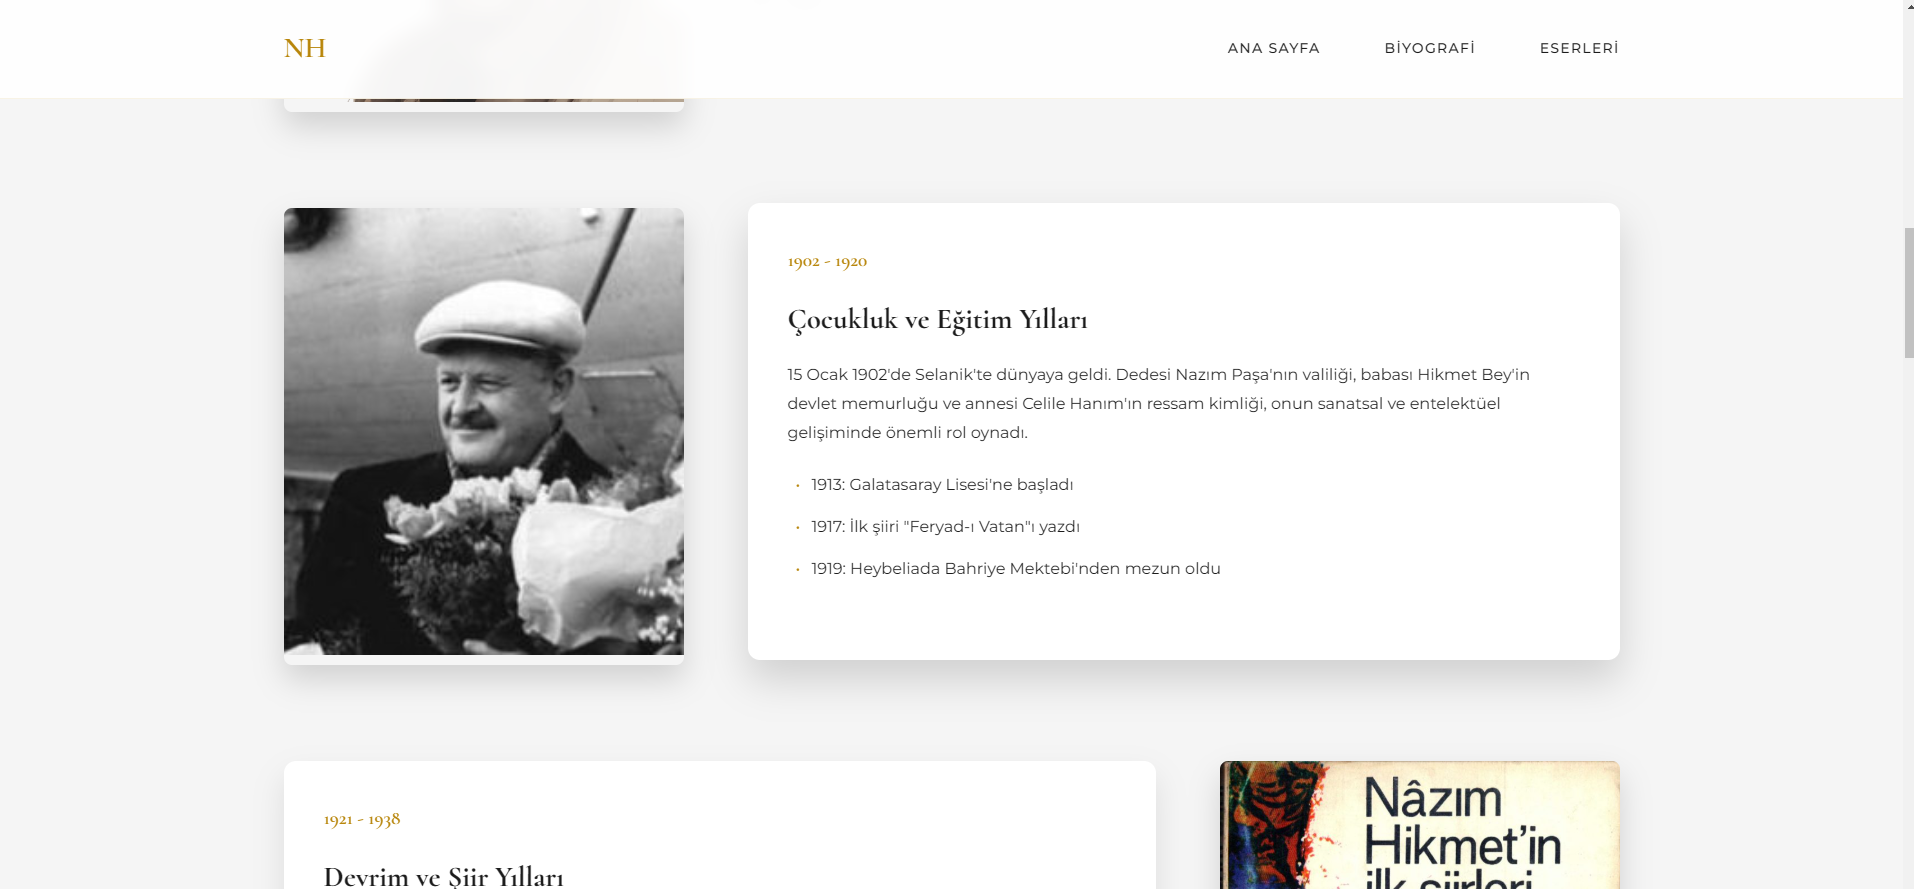 NH
ANA SAYFA
BİYOGRAFİ
ESERLERİ
1902 - 1920
Çocukluk ve Eğitim Yılları
15 Ocak 1902'de Selanik'te dünyaya geldi. Dedesi Nazım Paşa'nın valiliği, babası Hikmet Bey'in
devlet memurluğu ve annesi Celile Hanım'ın ressam kimliği, onun sanatsal ve entelektüel
gelişiminde önemli rol oynadı.
• 1913: Galatasaray Lisesi'ne başladı
• 1917: İlk şiiri "Feryad-ı Vatan"ı yazdı
• 1919: Heybeliada Bahriye Mektebi'nden mezun oldu
1921 - 1938
Devrim ve Şiir Yılları
Nâzım
Hikmet'in
ilk şiirleri